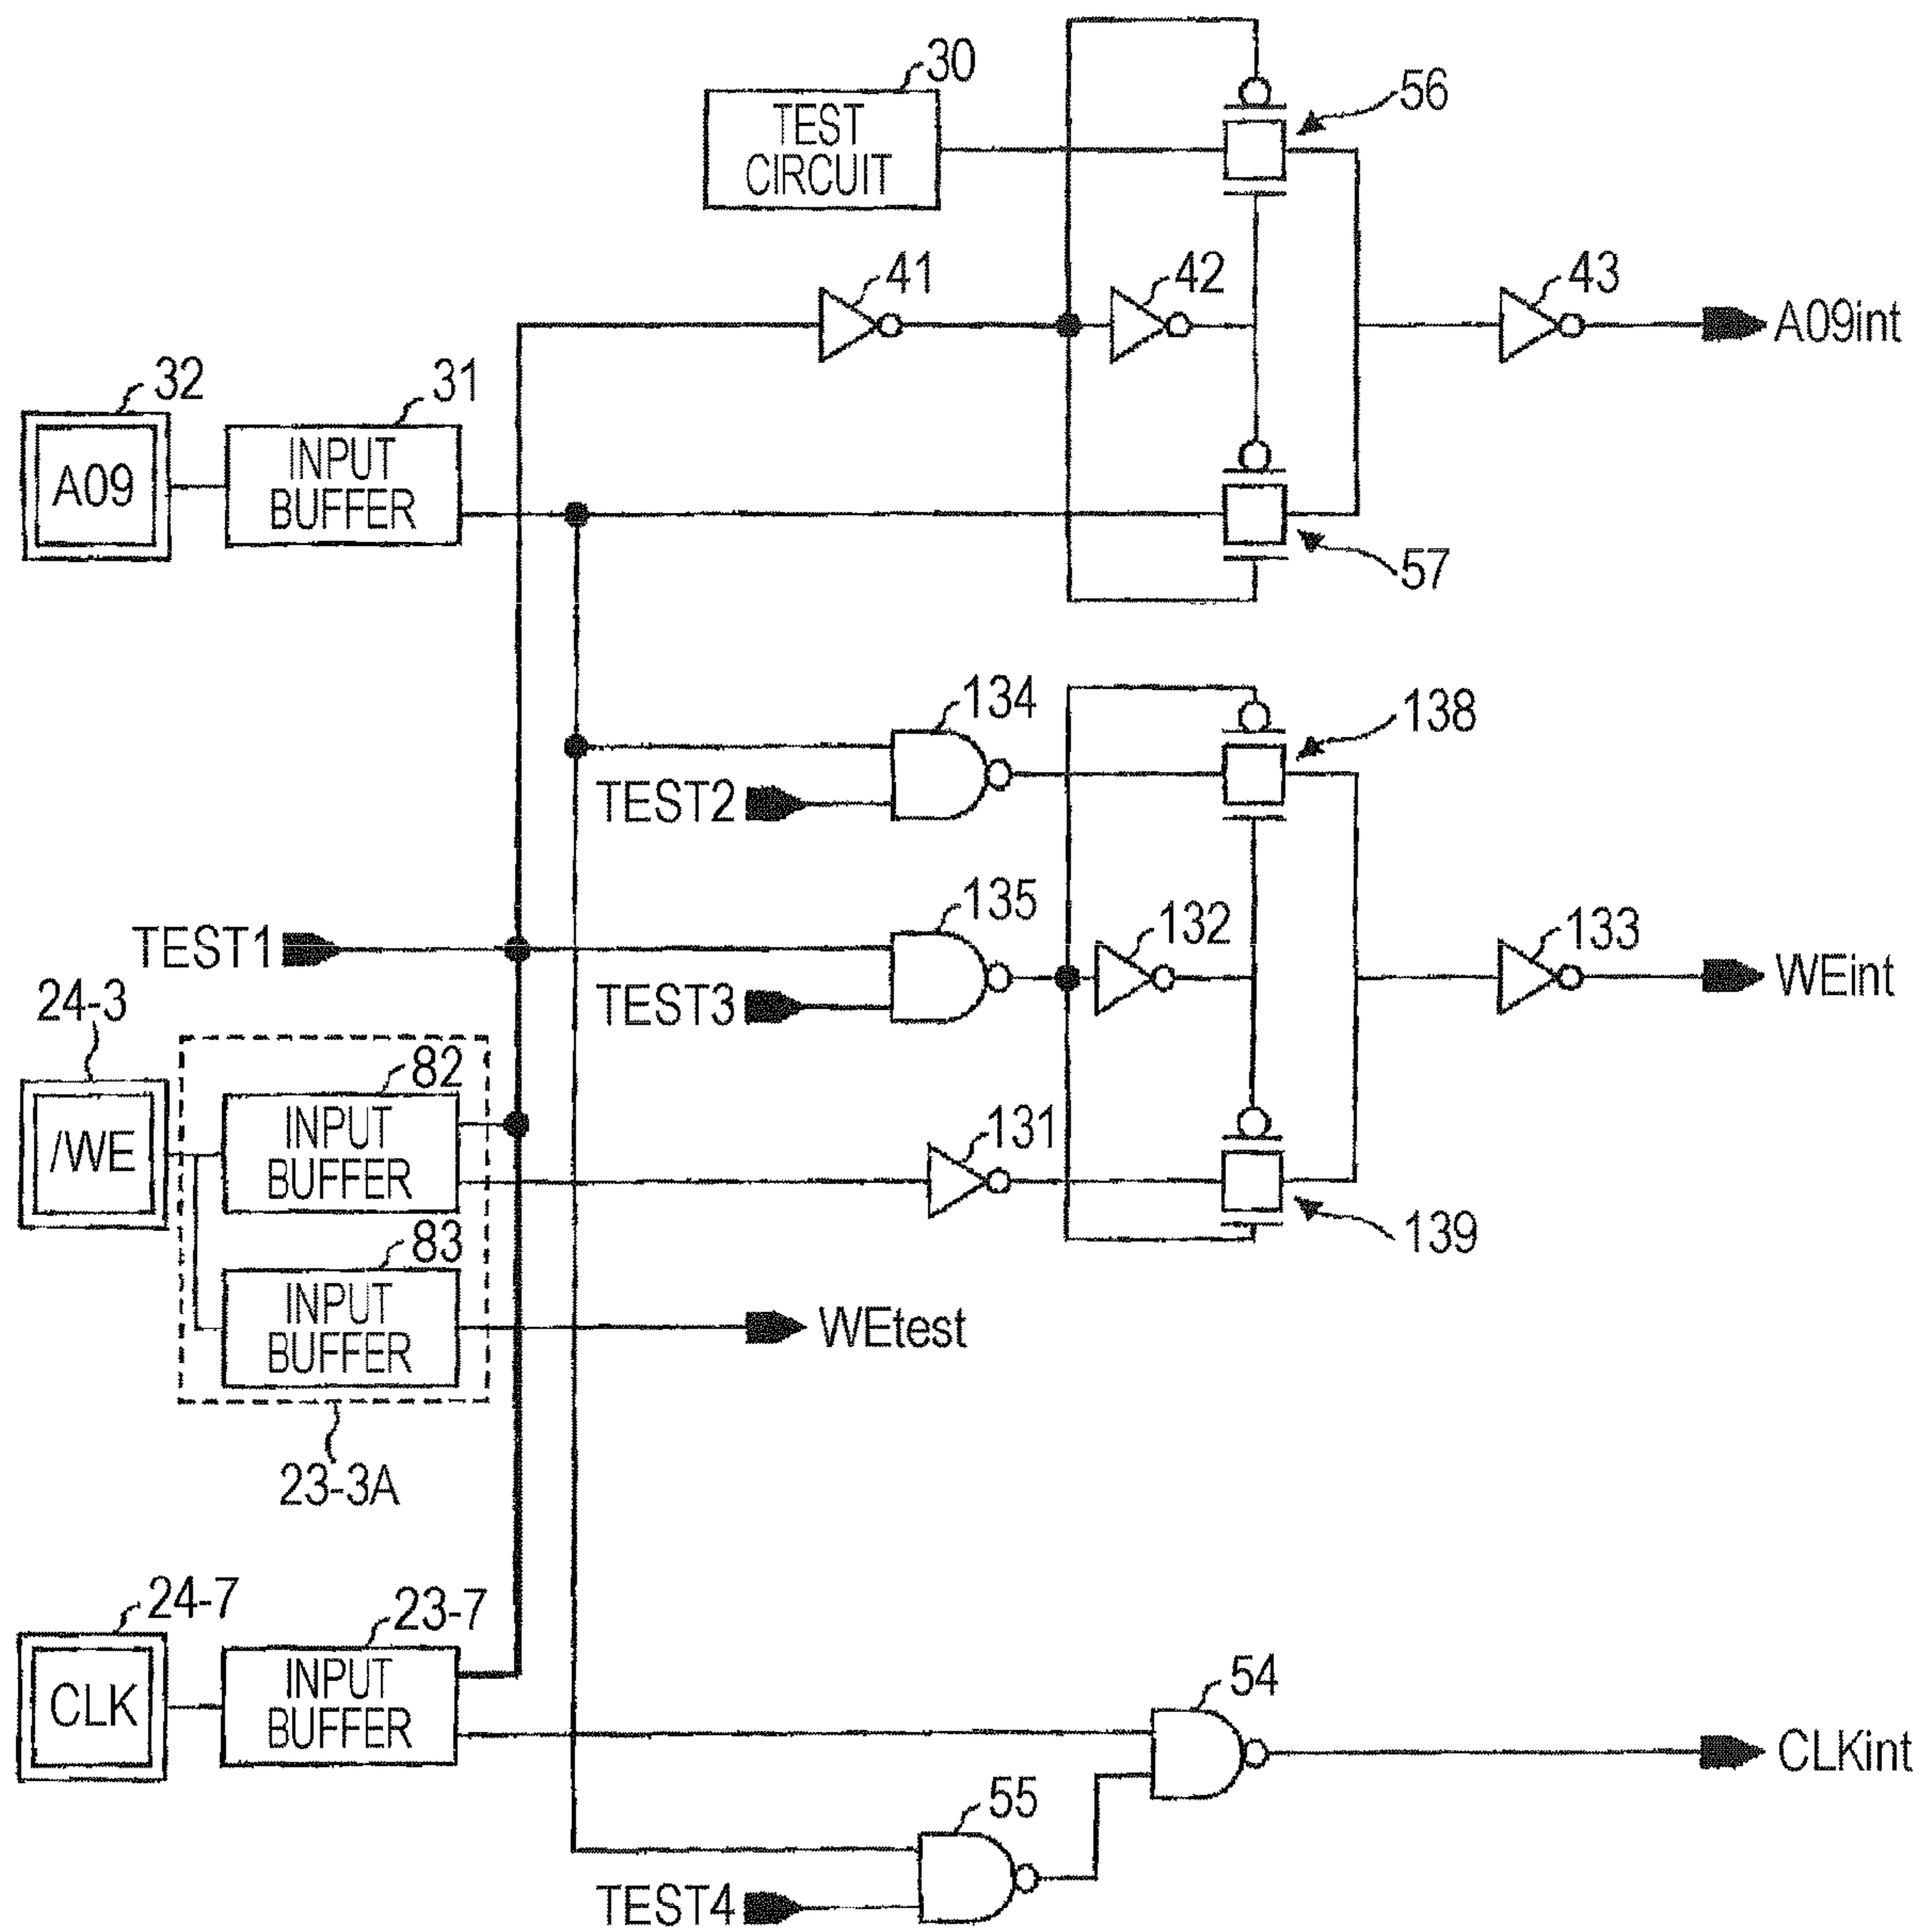 30
TEST
CIRCUIT
56
41
42
43
A09int
32
31
A09
INPUT
BUFFER
57
134
138
TEST2
135
132
133
TEST1
TEST3
WEint
24-3
82
/WE
INPUT
BUFFER
131
139
83
INPUT
BUFFER
WEtest
23-3A
24-7
23-7
CLK
INPUT
BUFFER
54
CLKint
55
TEST4